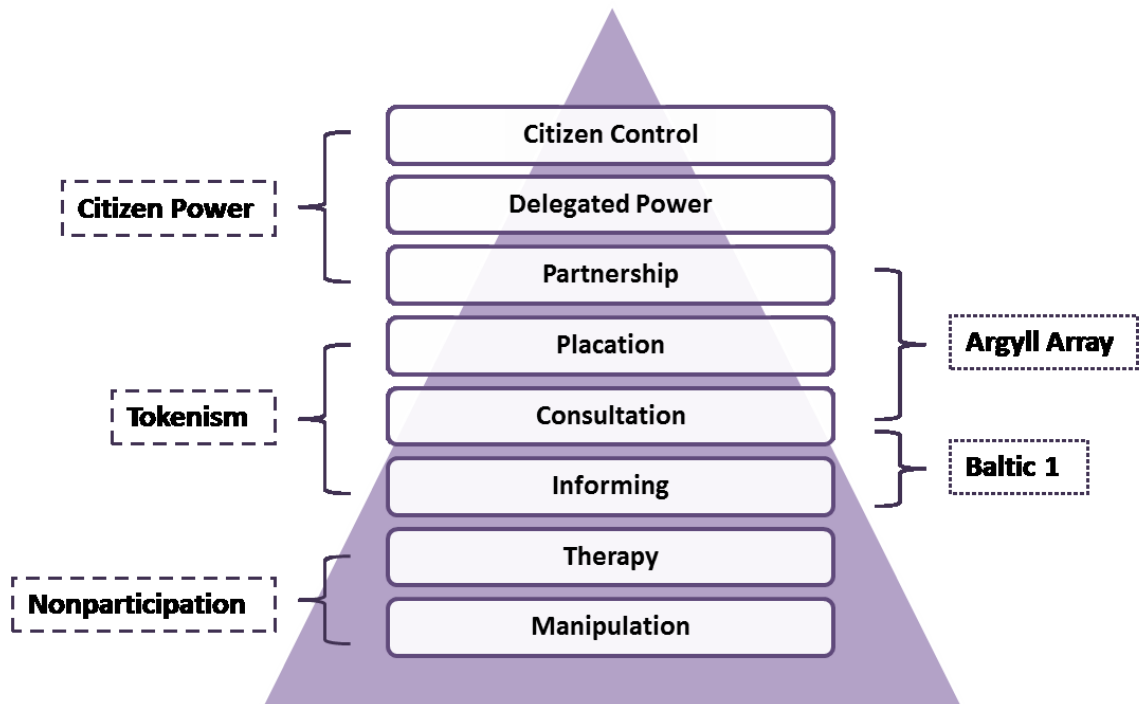 Citizen Control
Delegated Power
Citizen Power
Partnership
Placation
Argyll Array
Tokenism
Consultation
Informing
Baltic 1
Therapy
Nonparticipation
Manipulation